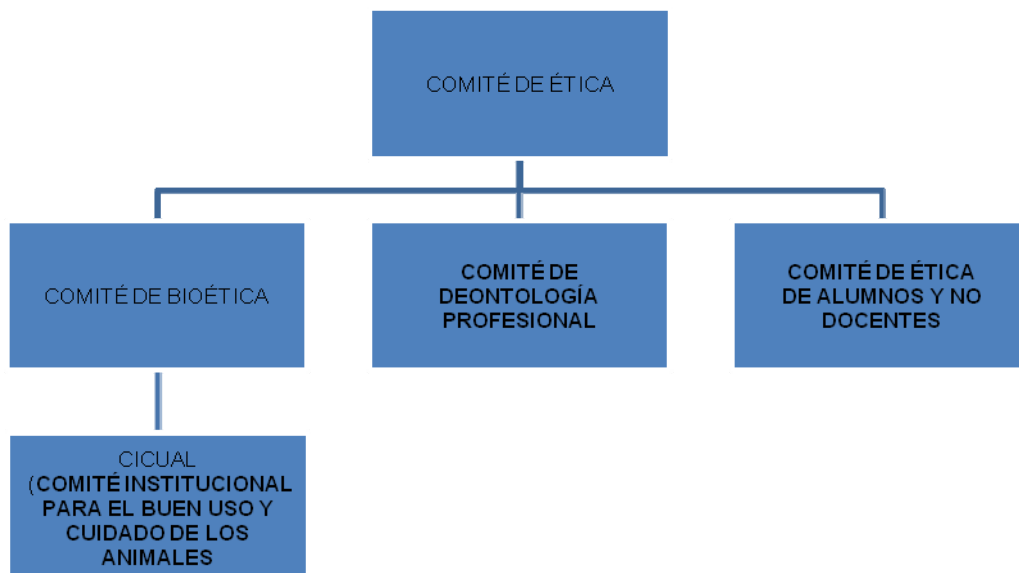 COMITÉ DE ÉTICA
COMITÉ DE BIOÉTICA
COMITÉ DE
DEONTOLOGÍA
PROFESIONAL
COMITÉ DE ÉTICA
DE ALUMNOS Y NO
DOCENTES
CICUAL
(COMITÉ INSTITUCIONAL
PARA EL BUEN USO Y
CUIDADO DE LOS
ANIMALES